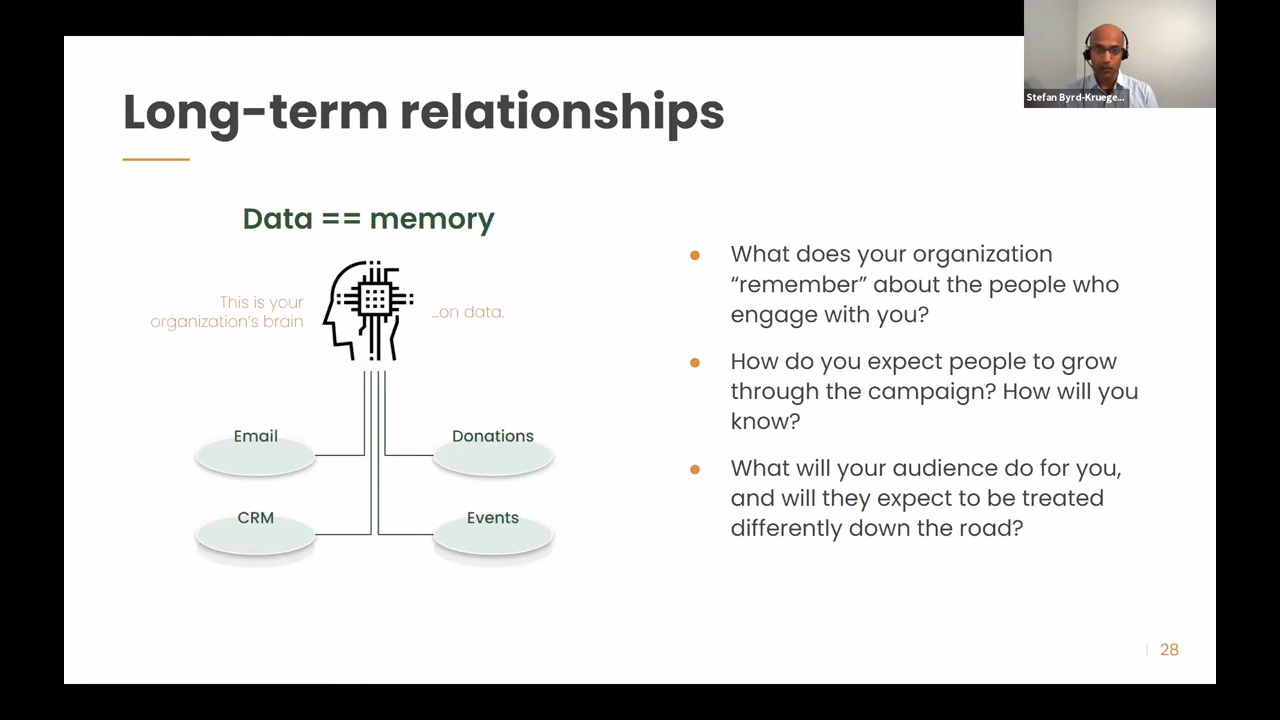 Stefan Byrd-Kruege...
Long-term relationships
Data == memory
This is your
organization's brain
...on data.
Email
Donations
CRM
Events
● What does your organization
“remember” about the people who
engage with you?
● How do you expect people to grow
through the campaign? How will you
know?
● What will your audience do for you,
and will they expect to be treated
differently down the road?
| 28